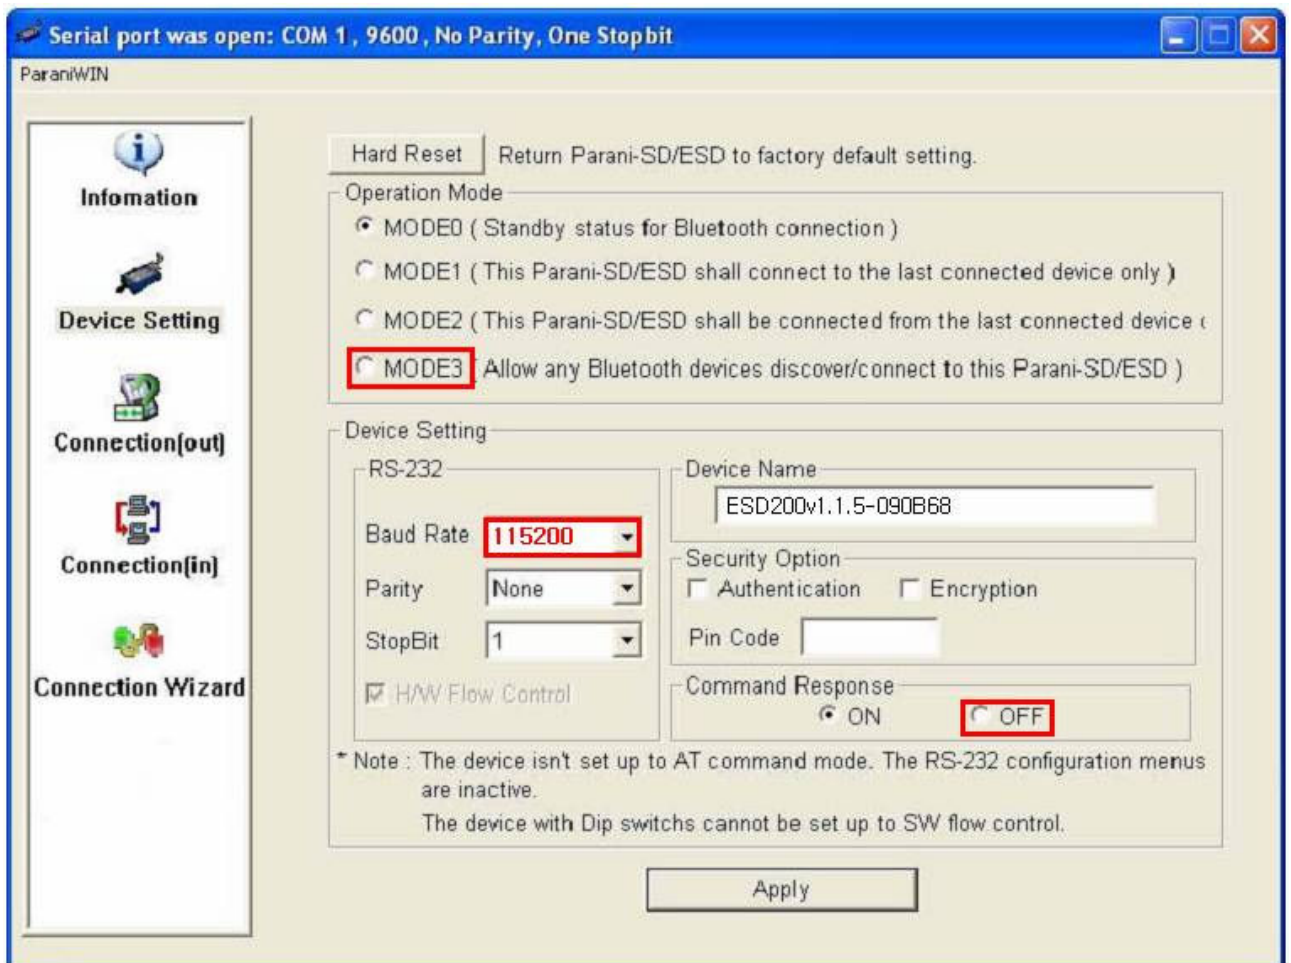 Serial port was open: COM 1 , 9600 , No Parity, One Stopbit
ParaniWIN
Infomation
Device Setting
Connection(out)
Connection(in)
Connection Wizard
Hard Reset Return Parani-SD/ESD to factory default setting.
Operation Mode
MODE0 ( Standby status for Bluetooth connection )
MODE1 ( This Parani-SD/ESD shall connect to the last connected device only )
MODE2 ( This Parani-SD/ESD shall be connected from the last connected device
MODE3 ( Allow any Bluetooth devices discover/connect to this Parani-SD/ESD )
Device Setting
RS-232
Baud Rate 115200
Parity None
StopBit 1
H/W Flow Control
Device Name
ESD200v1.1.5-090B68
Security Option
Authentication Encryption
Pin Code
Command Response
ON OFF
* Note : The device isn't set up to AT command mode. The RS-232 configuration menus
are inactive.
The device with Dip switchs cannot be set up to SW flow control.
Apply